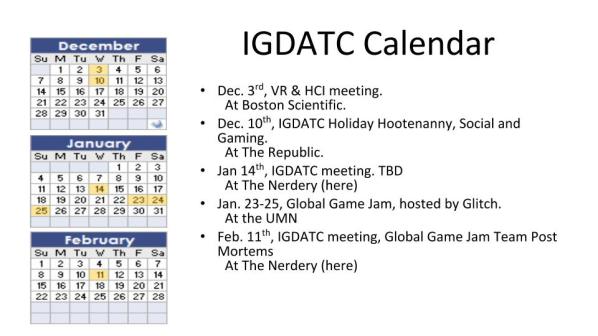 IGDATC Calendar
December
Su M Tu W Th F Sa
1 2 3 4 5 6
7 8 9 10 11 12 13
14 15 16 17 18 19 20
21 22 23 24 25 26 27
28 29 30 31
January
Su M Tu W Th F Sa
1 2 3
4 5 6 7 8 9 10
11 12 13 14 15 16 17
18 19 20 21 22 23 24
25 26 27 28 29 30 31
February
Su M Tu W Th F Sa
1 2 3 4 5 6 7
8 9 10 11 12 13 14
15 16 17 18 19 20 21
22 23 24 25 26 27 28
• Dec. 3rd, VR & HCI meeting.
At Boston Scientific.
• Dec. 10th, IGDATC Holiday Hootenanny, Social and
Gaming.
At The Republic.
• Jan 14th, IGDATC meeting. TBD
At The Nerdery (here)
• Jan. 23-25, Global Game Jam, hosted by Glitch.
At the UMN
• Feb. 11th, IGDATC meeting, Global Game Jam Team Post
Mortems
At The Nerdery (here)